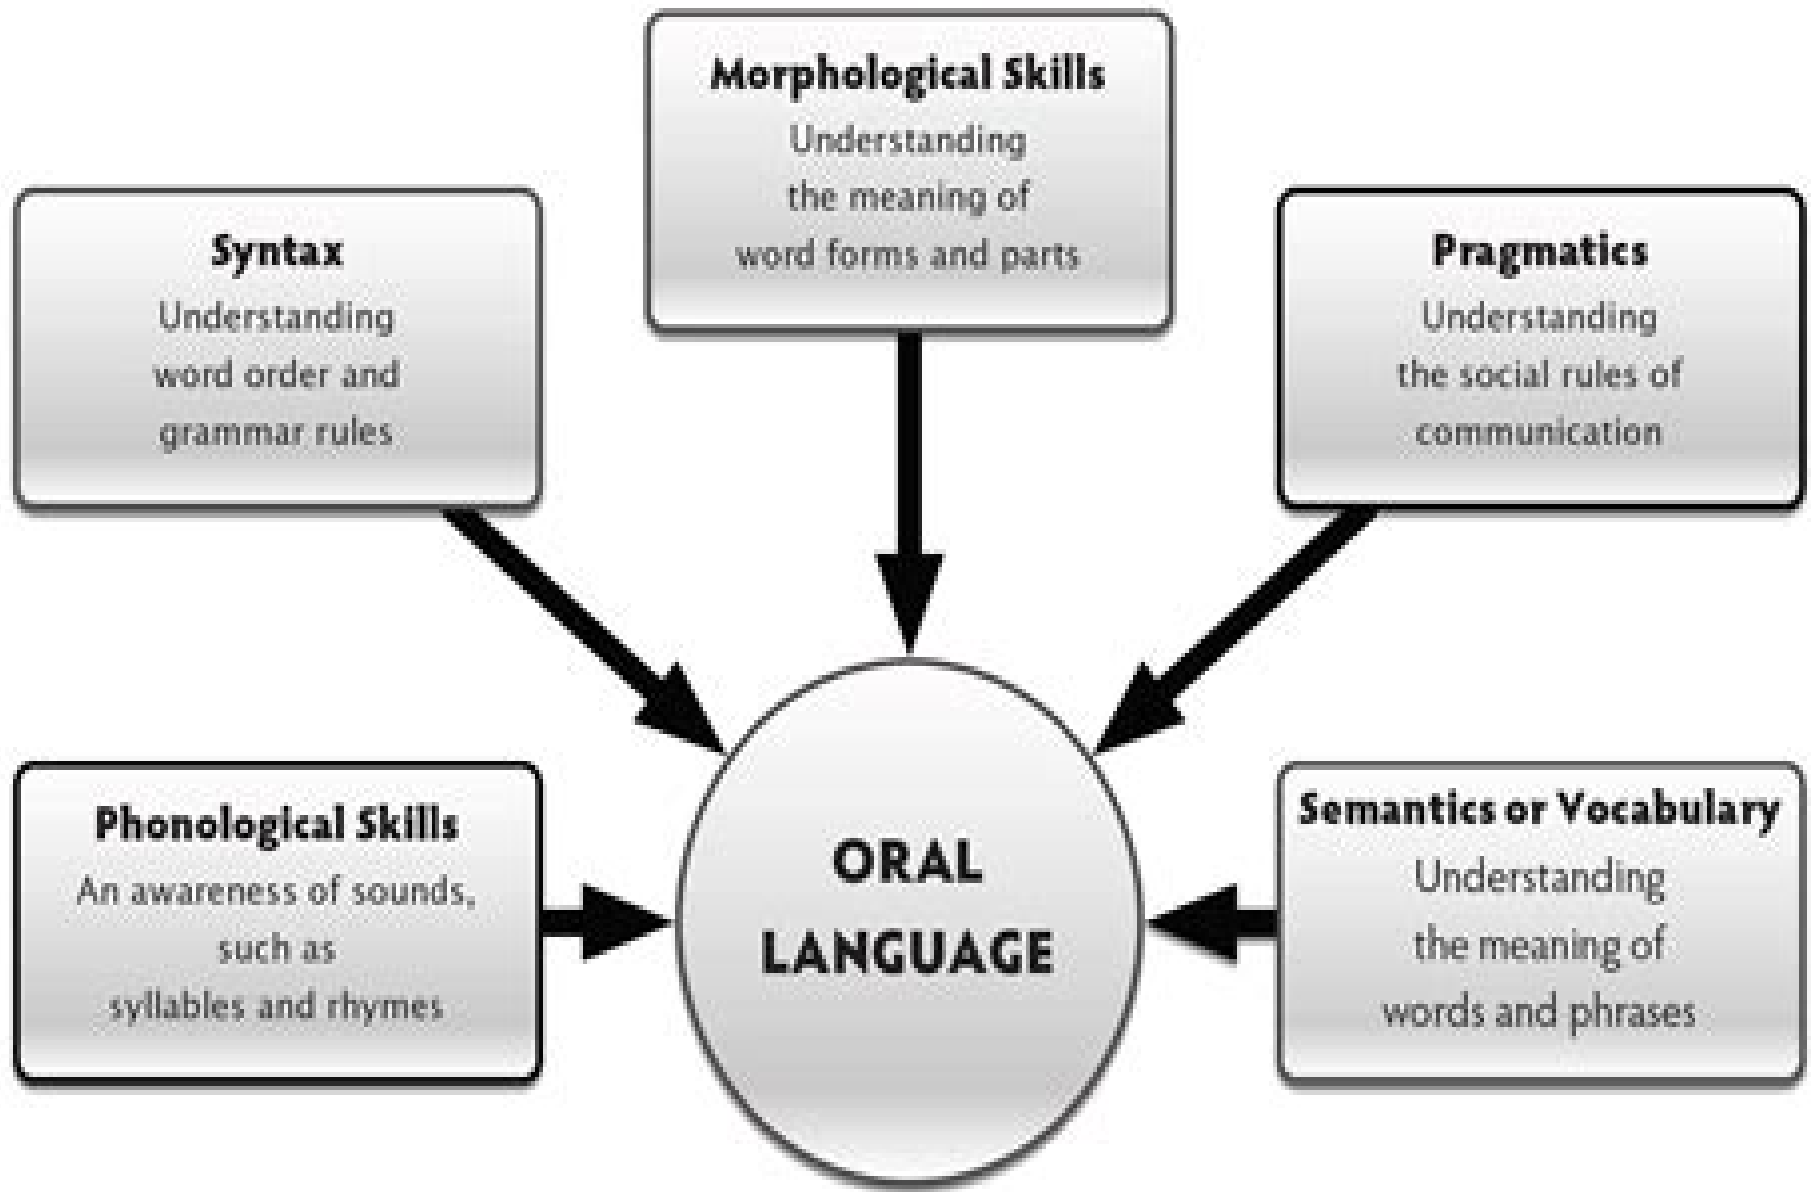 Morphological Skills
Understanding
the meaning of
word forms and parts
Syntax
Understanding
word order and
grammar rules
Pragmatics
Understanding
the social rules of
communication
Phonological Skills
An awareness of sounds,
such as
syllables and rhymes
ORAL
LANGUAGE
Semantics or Vocabulary
Understanding
the meaning of
words and phrases